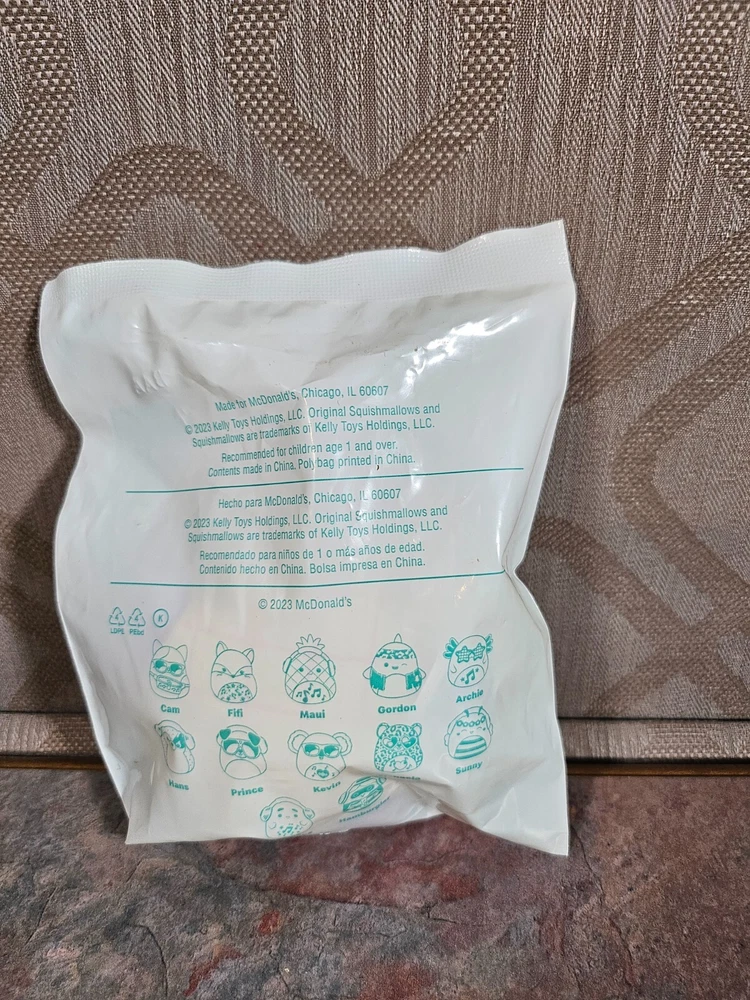 Made for McDonald's, Chicago, IL 60607
© 2023 Kelly Toys Holdings, LLC. Original Squishmallows and
Squishmallows are trademarks of Kelly Toys Holdings, LLC.
Recommended for children age 1 and over.
Contents made in China. Polybag printed in China.
Hecho para McDonald's, Chicago, IL 60607
© 2023 Kelly Toys Holdings, LLC. Original Squishmallows and
Squishmallows are trademarks of Kelly Toys Holdings, LLC.
Recomendado para niños de 1 o más años de edad.
Contenido hecho en China. Bolsa impresa en China.
© 2023 McDonald's
4 4 K
LDPE PEbd
Cam Fifi Maui Gordon Archie
Hans Prince Kevin Sunny